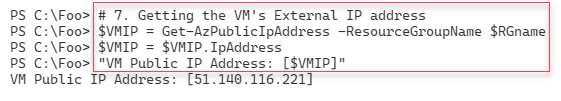 PS C:\Foo> # 7. Getting the VM's External IP address
PS C:\Foo> $VMIP = Get-AzPublicIpAddress -ResourceGroupName $RGname
PS C:\Foo> $VMIP = $VMIP.IpAddress
PS C:\Foo> "VM Public IP Address: [$VMIP]"
VM Public IP Address: [51.140.116.221]